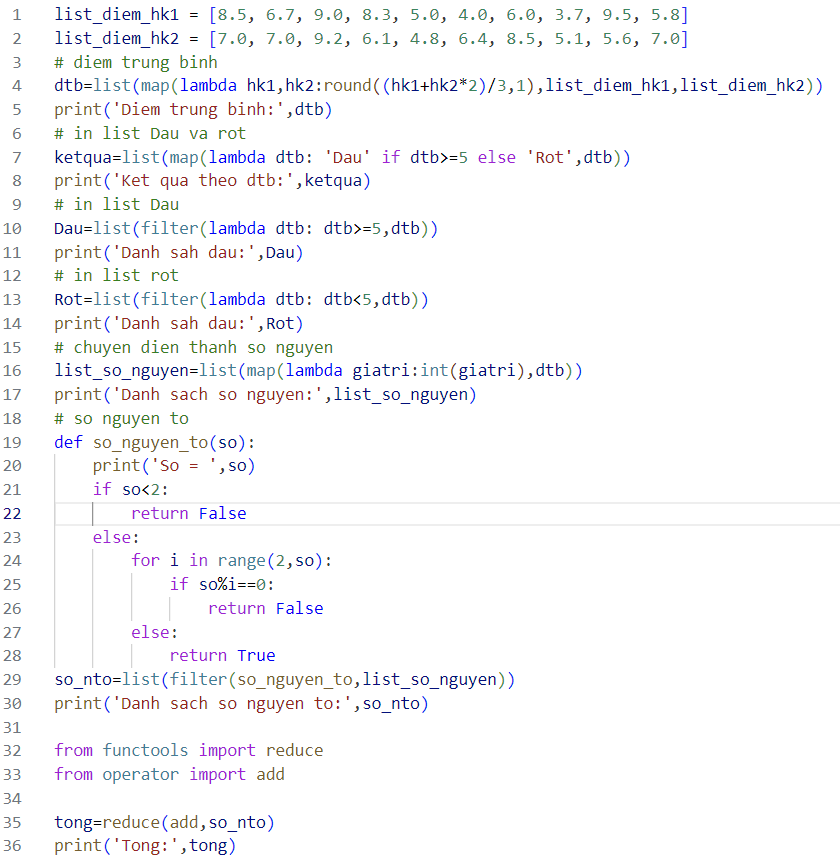 1 list_diem_hk1 = [8.5, 6.7, 9.0, 8.3, 5.0, 4.0, 6.0, 3.7, 9.5, 5.8]
2 list_diem_hk2 = [7.0, 7.0, 9.2, 6.1, 4.8, 6.4, 8.5, 5.1, 5.6, 7.0]
3 # diem trung binh
4 dtb=list(map(lambda hk1,hk2:round((hk1+hk2*2)/3,1),list_diem_hk1,list_diem_hk2))
5 print('Diem trung binh:',dtb)
6 # in list Dau va rot
7 ketqua=list(map(lambda dtb: 'Dau' if dtb>=5 else 'Rot',dtb))
8 print('Ket qua theo dtb:',ketqua)
9 # in list Dau
10 Dau=list(filter(lambda dtb: dtb>=5,dtb))
11 print('Danh sah dau:',Dau)
12 # in list rot
13 Rot=list(filter(lambda dtb: dtb<5,dtb))
14 print('Danh sah dau:',Rot)
15 # chuyen dien thanh so nguyen
16 list_so_nguyen=list(map(lambda giatri:int(giatri),dtb))
17 print('Danh sach so nguyen:',list_so_nguyen)
18 # so nguyen to
19 def so_nguyen_to(so):
20     print('So = ',so)
21     if so<2:
22         return False
23     else:
24         for i in range(2,so):
25             if so%i==0:
26                 return False
27         else:
28             return True
29 so_nto=list(filter(so_nguyen_to,list_so_nguyen))
30 print('Danh sach so nguyen to:',so_nto)
31
32 from functools import reduce
33 from operator import add
34
35 tong=reduce(add,so_nto)
36 print('Tong:',tong)